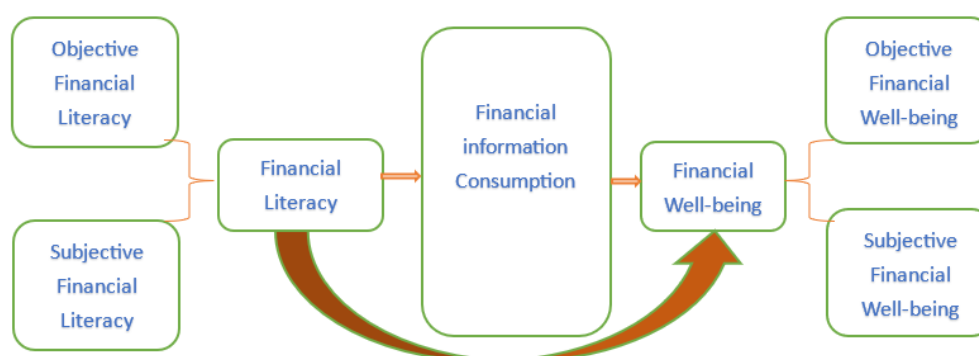 Objective
Financial
Literacy
Subjective
Financial
Literacy
Financial
Literacy
Financial
information
Consumption
Financial
Well-being
Objective
Financial
Well-being
Subjective
Financial
Well-being